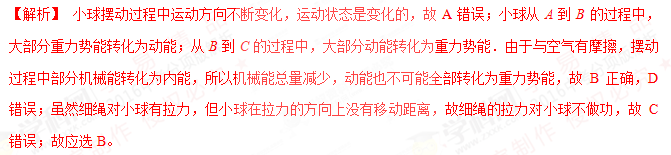 【解析】 小球摆动过程中运动方向不断变化，运动状态是变化的，故 A 错误；小球从 A 到 B 的过程中，
大部分重力势能转化为动能；从 B 到 C 的过程中，大部分动能转化为重力势能．由于与空气有摩擦，摆动
过程中部分机械能转化为内能，所以机械能总量减少，动能也不可能全部转化为重力势能，故 B 正确，D
错误；虽然细绳对小球有拉力，但小球在拉力的方向上没有移动距离，故细绳的拉力对小球不做功，故 C
错误；故应选 B。